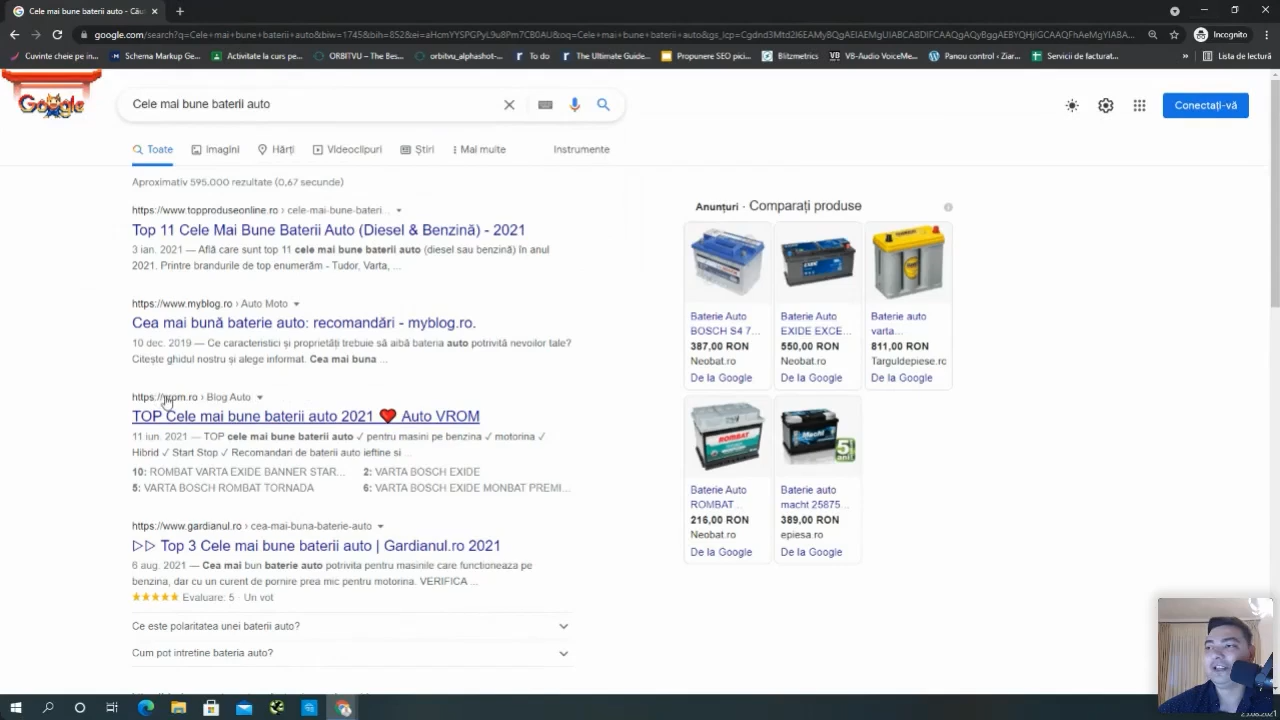 Cele mai bune baterii auto - Cău
google.com/search?q=Cele+mai+bune+baterii+auto&biw=1745&bih=852&ei=
Cuvinte cheie pe in...
Schema Markup Ge...
Activitate la curs pe...
ORBITVU – The Bes...
orbitvu_alphashot-...
To do
The Ultimate Guide...
Propunere SEO pici...
Blitzmetrics
VB-Audio VoiceMe...
Panou control ‹ Ziar...
Servicii de facturat...
»
Listă de lectură
Incognito
Google
Cele mai bune baterii auto
Conectați-vă
Toate
Imagini
Hărți
Videoclipuri
Știri
Mai multe
Instrumente
Aproximativ 595.000 rezultate (0,67 secunde)
https://www.topproduseonline.ro › cele-mai-bune-bateri...
Top 11 Cele Mai Bune Baterii Auto (Diesel & Benzină) - 2021
3 ian. 2021 — Află care sunt top 11 cele mai bune baterii auto (diesel sau benzină) în anul
2021. Printre brandurile de top enumerăm - Tudor, Varta, ...
https://www.myblog.ro › Auto Moto
Cea mai bună baterie auto: recomandări - myblog.ro.
10 dec. 2019 — Ce caracteristici și proprietăți trebuie să aibă bateria auto potrivită nevoilor tale?
Citește ghidul nostru și alege informat. Cea mai buna ...
https://vrom.ro › Blog Auto
TOP Cele mai bune baterii auto 2021 ❤️ Auto VROM
11 iun. 2021 — TOP cele mai bune baterii auto ✓ pentru masini pe benzina ✓ motorina ✓
Hibrid ✓ Start Stop ✓ Recomandari de baterii auto ieftine si ...
10: ROMBAT VARTA EXIDE BANNER STAR...
2: VARTA BOSCH EXIDE
5: VARTA BOSCH ROMBAT TORNADA
6: VARTA BOSCH EXIDE MONBAT PREMI...
https://www.gardianul.ro › cea-mai-buna-baterie-auto
▷▷ Top 3 Cele mai bune baterii auto | Gardianul.ro 2021
6 aug. 2021 — Cea mai bun baterie auto potrivita pentru masinile care functioneaza pe
benzina, dar cu un curent de pornire prea mic pentru motorina. VERIFICA ...
★★★★★ Evaluare: 5 · Un vot
Ce este polaritatea unei baterii auto?
Cum pot intretine bateria auto?
Anunțuri · Comparați produse
Baterie Auto
BOSCH S4 7...
387,00 RON
Neobat.ro
De la Google
Baterie Auto
EXIDE EXCE...
550,00 RON
Neobat.ro
De la Google
Baterie auto
varta...
811,00 RON
Targuldepiese.ro
De la Google
ROMBAT
Baterie Auto
ROMBAT...
216,00 RON
Neobat.ro
De la Google
Macht
5 ani
Baterie auto
macht 25875...
389,00 RON
epiesa.ro
De la Google